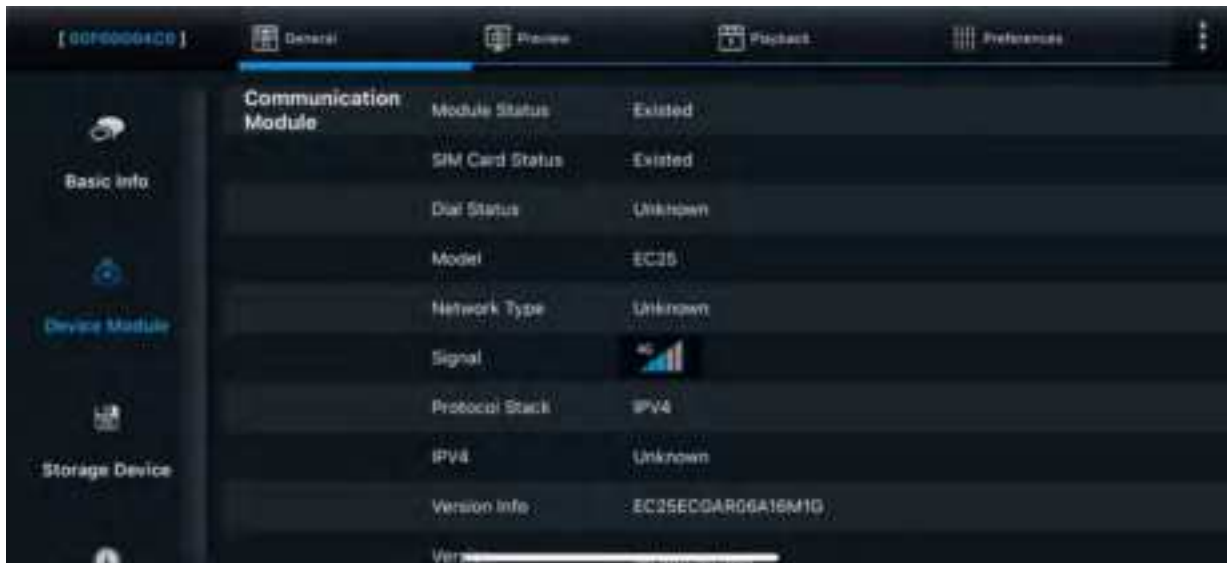 General
Preview
Playback
Preferences
Basic Info
Device Module
Storage Device
Communication
Module
Module Status Existed
SIM Card Status Existed
Dial Status Unknown
Model EC25
Network Type Unknown
Signal 4G
Protocol Stack IPV4
IPV4 Unknown
Version Info